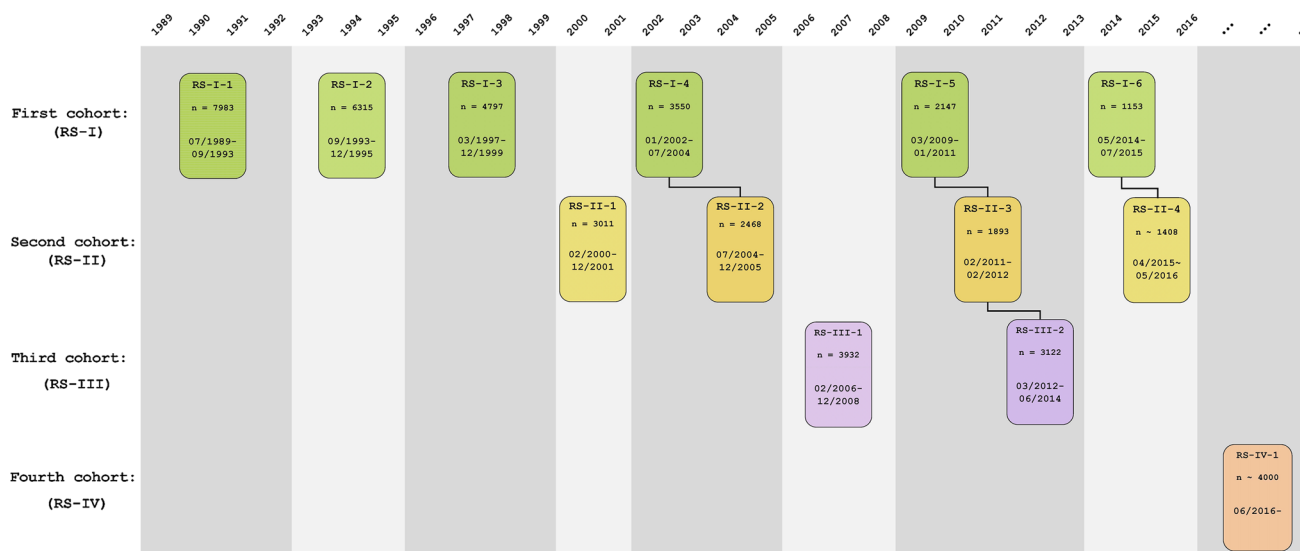 1989 1990 1991 1992 1993 1994 1995 1996 1997 1998 1999 2000 2001 2002 2003 2004 2005 2006 2007 2008 2009 2010 2011 2012 2013 2014 2015 2016 ... ...
First cohort:
(RS-I)
RS-I-1
n = 7983
07/1989-
09/1993
RS-I-2
n = 6315
09/1993-
12/1995
RS-I-3
n = 4797
03/1997-
12/1999
RS-I-4
n = 3550
01/2002-
07/2004
RS-I-5
n = 2147
03/2009-
01/2011
RS-I-6
n = 1153
05/2014-
07/2015
Second cohort:
(RS-II)
RS-II-1
n = 3011
02/2000-
12/2001
RS-II-2
n = 2468
07/2004-
12/2005
RS-II-3
n = 1893
02/2011-
02/2012
RS-II-4
n ~ 1408
04/2015~
05/2016
Third cohort:
(RS-III)
RS-III-1
n = 3932
02/2006-
12/2008
RS-III-2
n = 3122
03/2012-
06/2014
Fourth cohort:
(RS-IV)
RS-IV-1
n ~ 4000
06/2016-